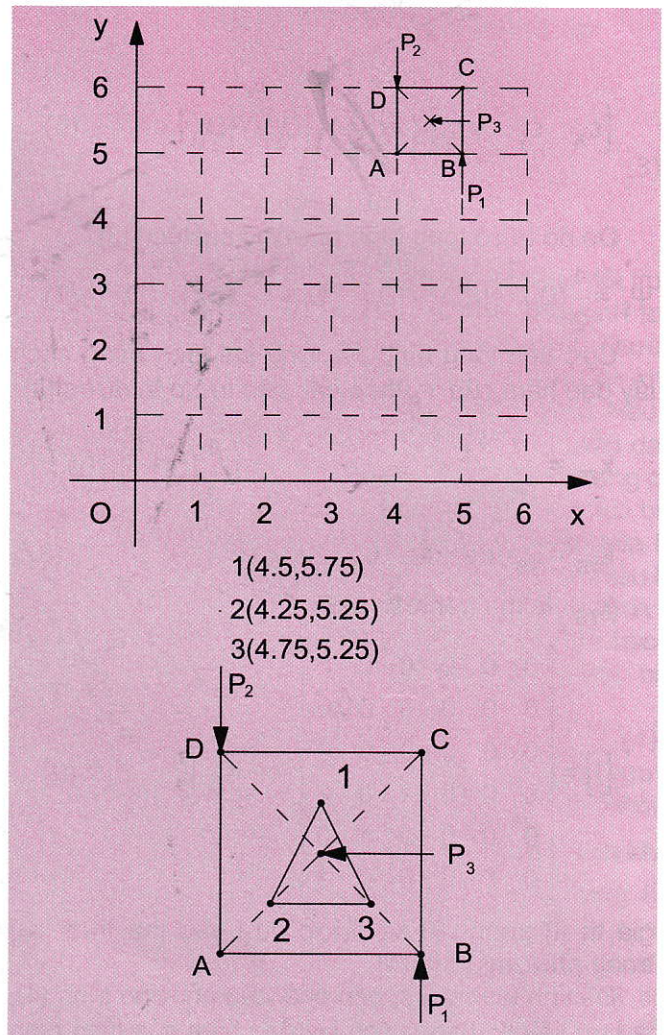 y
P₂
C
6
D
P₃
5
A
B
P₁
4
3
2
1
O
1 2 3 4 5 6 x
1(4.5,5.75)
2(4.25,5.25)
3(4.75,5.25)
P₂
D
C
1
P₃
2
3
A
B
P₁